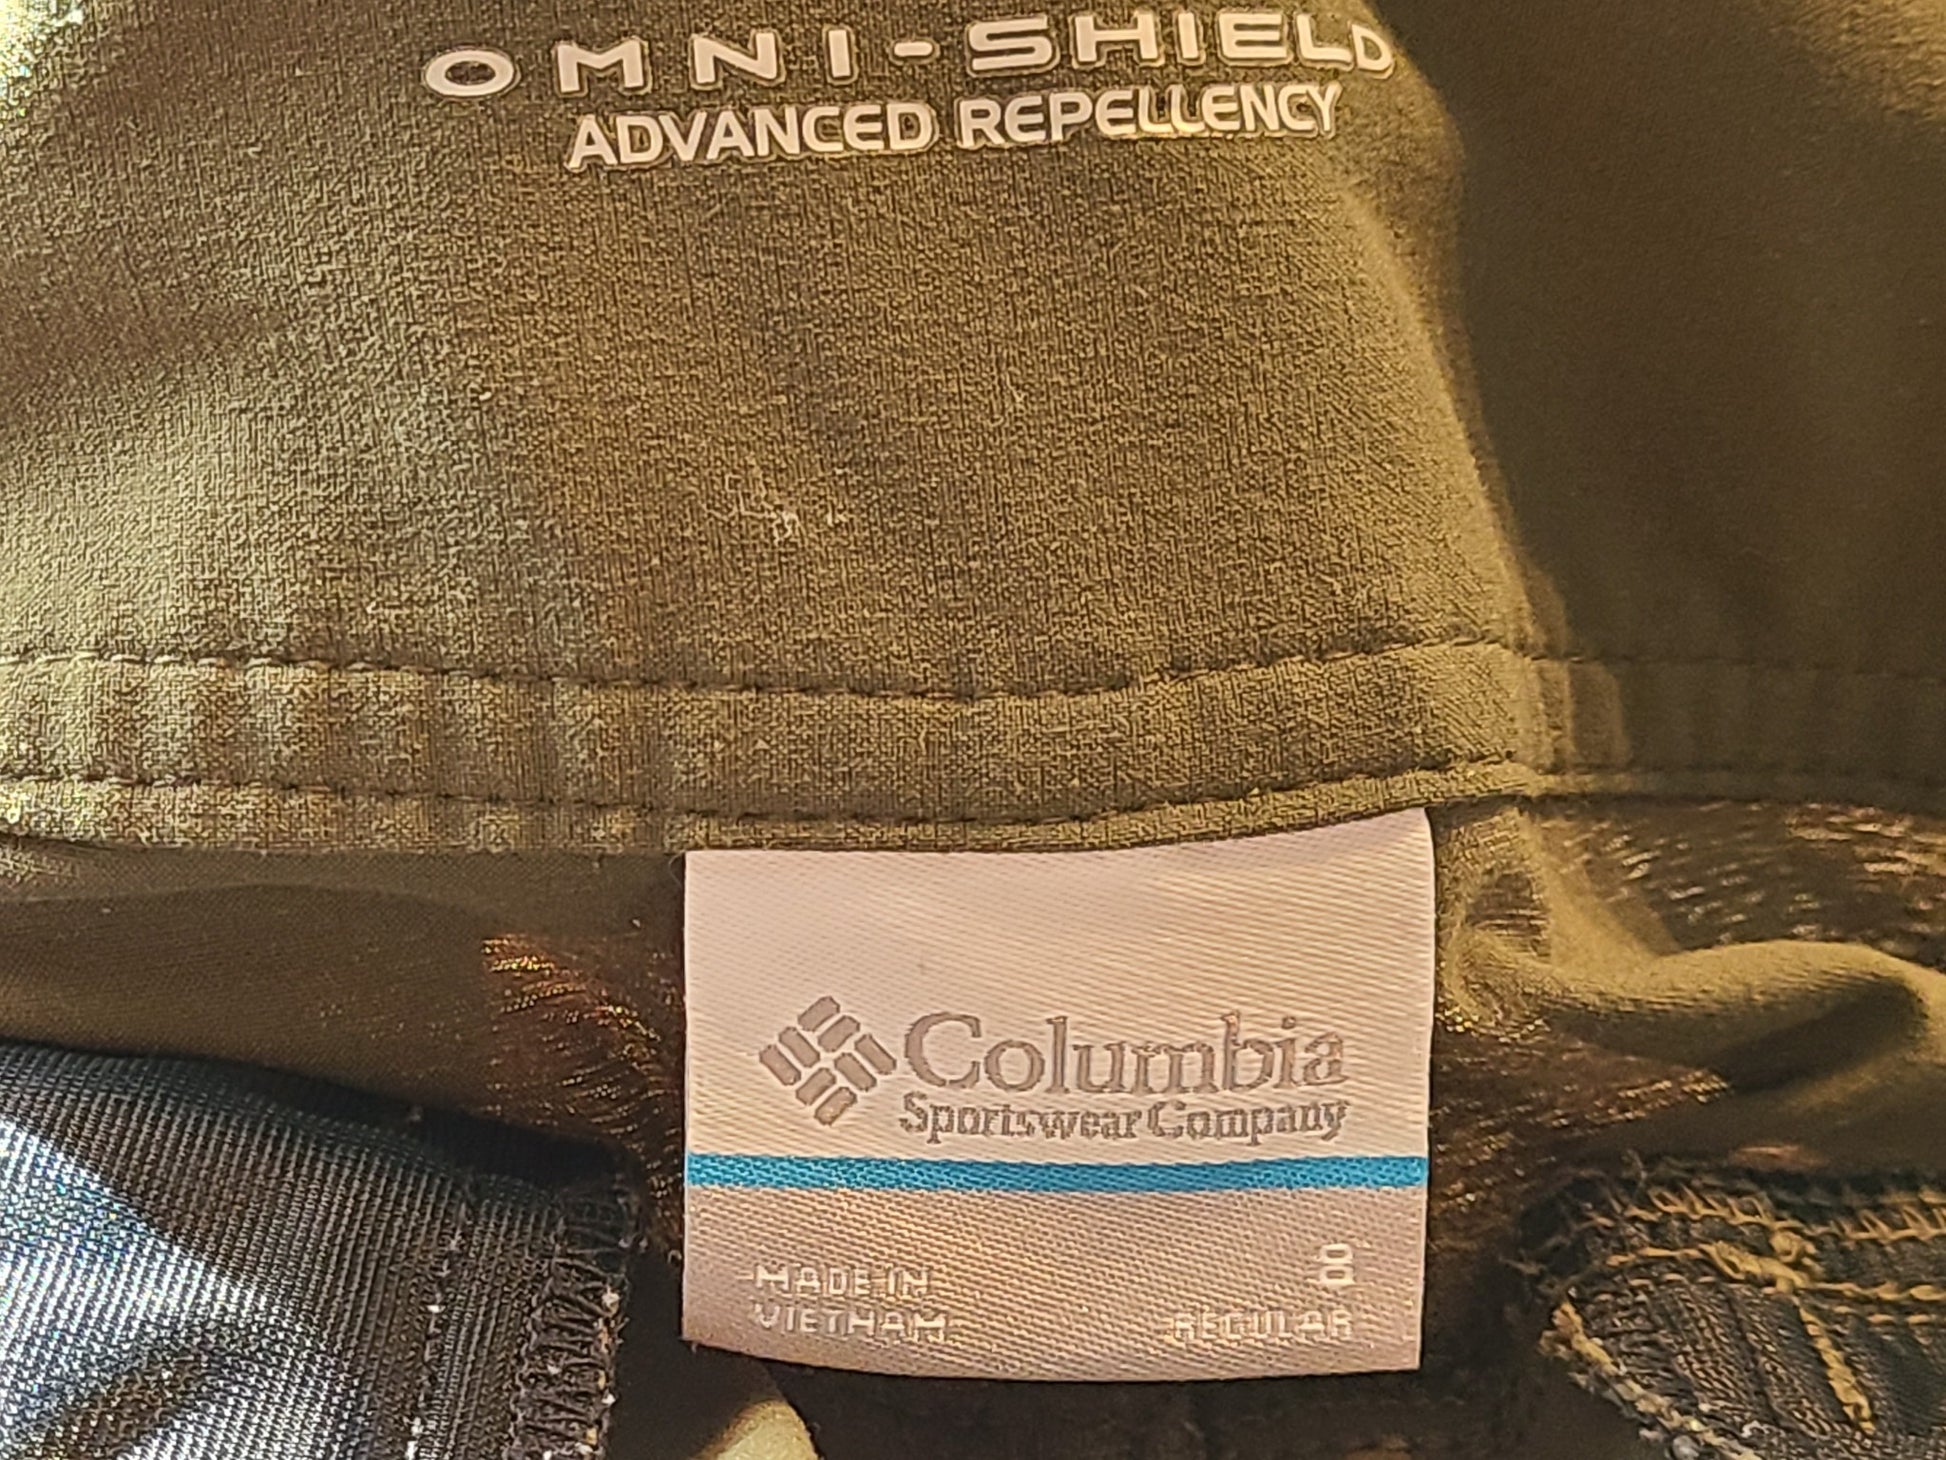 OMNI-SHIELD
ADVANCED REPELLENCY
Columbia
Sportswear Company
8
MADE IN
VIETNAM
REGULAR